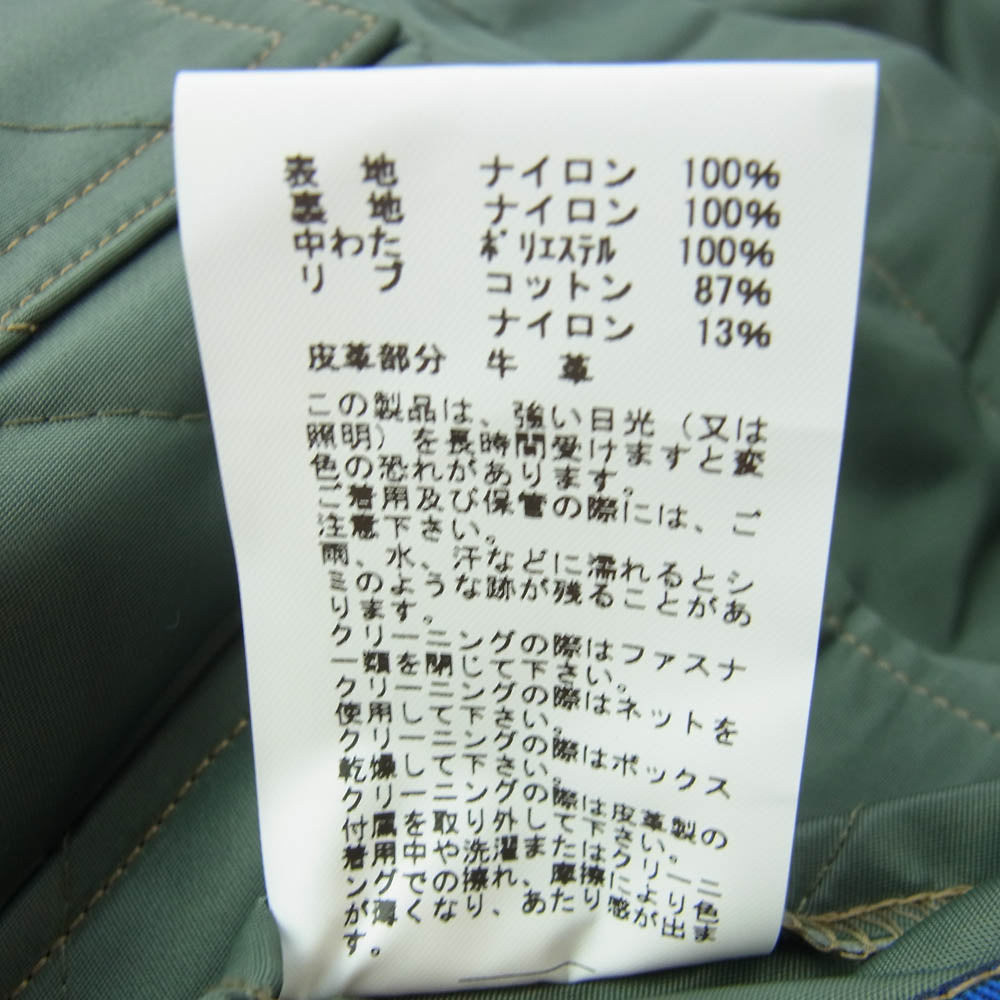 表 地 ナイロン 100%
裏 地 ナイロン 100%
中わた ポリエステル 100%
リ ブ コットン 87%
ナイロン 13%
皮革部分 牛 革
この製品は、強い日光（又は
照明）を長時間受けますと変
色の恐れがあります。
ご着用及び保管の際には、ご
注意下さい。
雨、水、汗などに濡れるとシ
ミのような跡が残ることがあ
ります。
クリーニングの際はファスナ
ー類を閉じて下さい。
クリーニングの際はネットを
使用して下さい。
クリーニングの際はボックス
乾燥して下さい。
クリーニングの際は皮革製の
付属を取り外して下さい。
着用中や洗濯またはクリーニ
ングでの擦れ、摩擦により色
が薄くなり、あたり感が出ま
す。